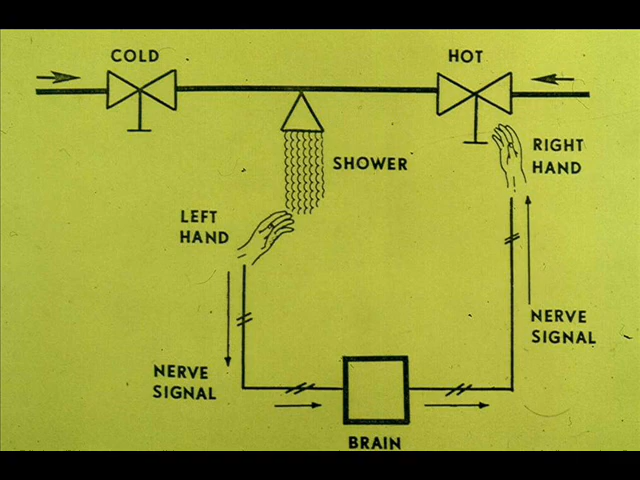 COLD
HOT
SHOWER
RIGHT
HAND
LEFT
HAND
NERVE
SIGNAL
NERVE
SIGNAL
BRAIN